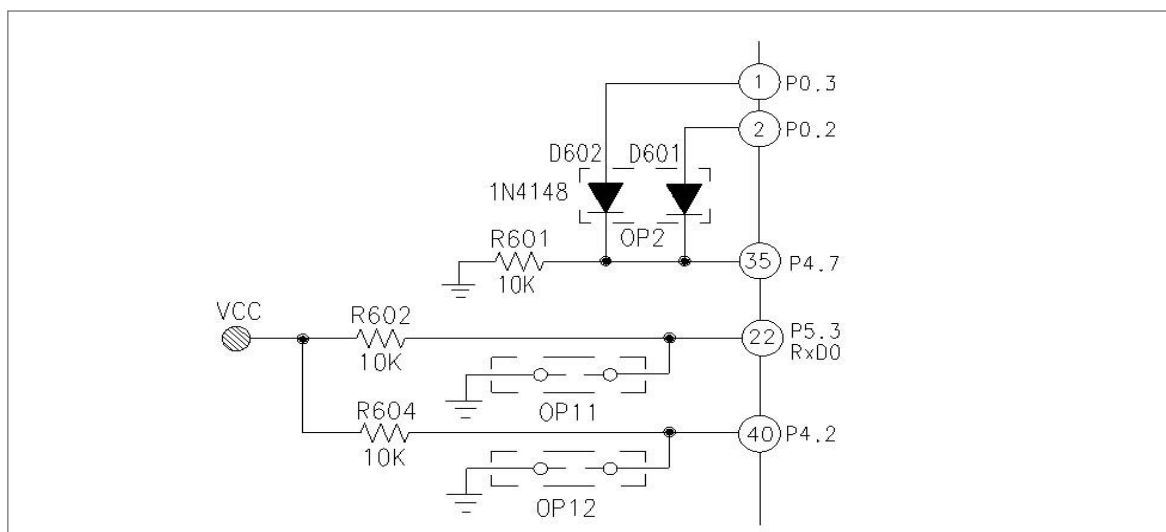 1 P0.3
2 P0.2
D602 D601
1N4148
OP2
R601
10K
35 P4.7
VCC
R602
10K
22 P5.3
RxD0
OP11
R604
10K
40 P4.2
OP12